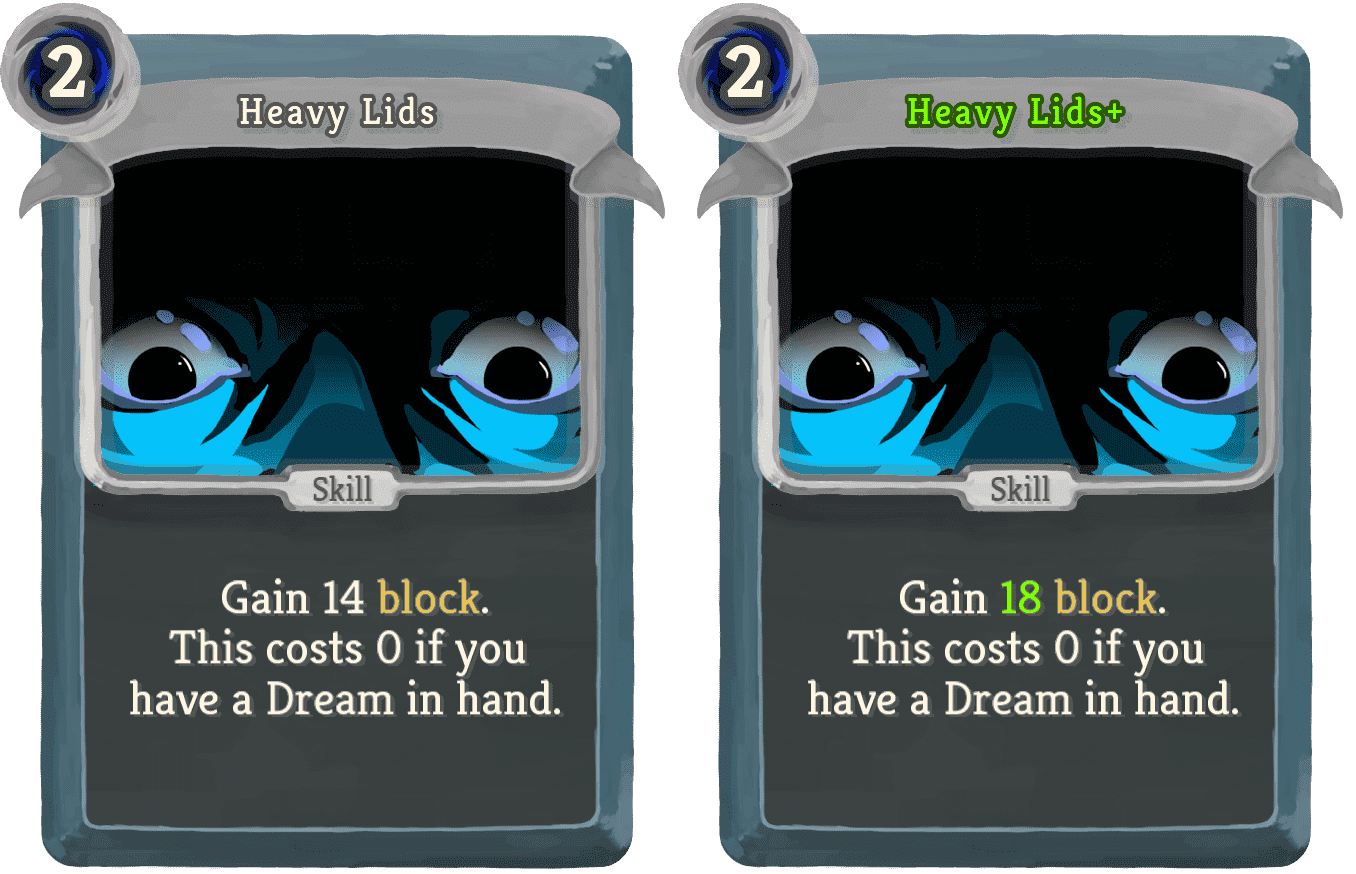 2
Heavy Lids
Skill
Gain 14 block.
This costs 0 if you
have a Dream in hand.
2
Heavy Lids+
Skill
Gain 18 block.
This costs 0 if you
have a Dream in hand.